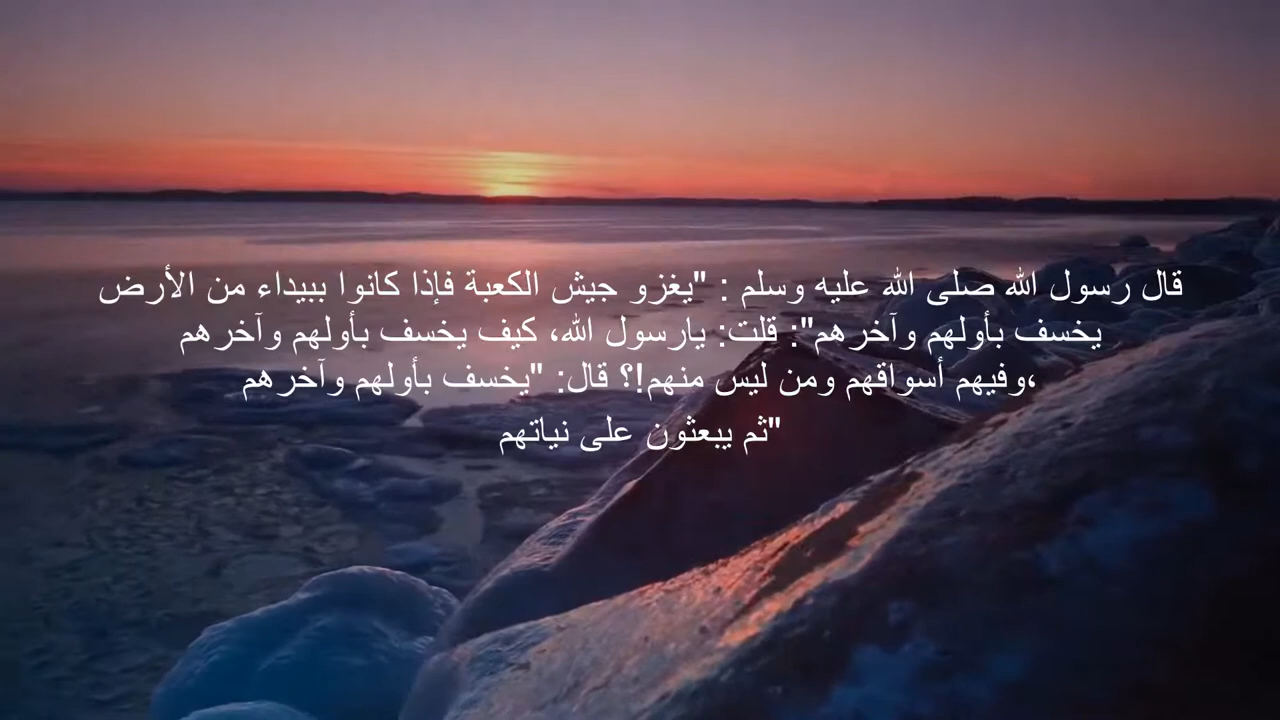 قال رسول الله صلى الله عليه وسلم : "يغزو جيش الكعبة فإذا كانوا ببيداء من الأرض
يخسف بأولهم وآخرهم": قلت: يارسول الله، كيف يخسف بأولهم وآخرهم
،وفيهم أسواقهم ومن ليس منهم!؟ قال: "يخسف بأولهم وآخرهم
"ثم يبعثون على نياتهم